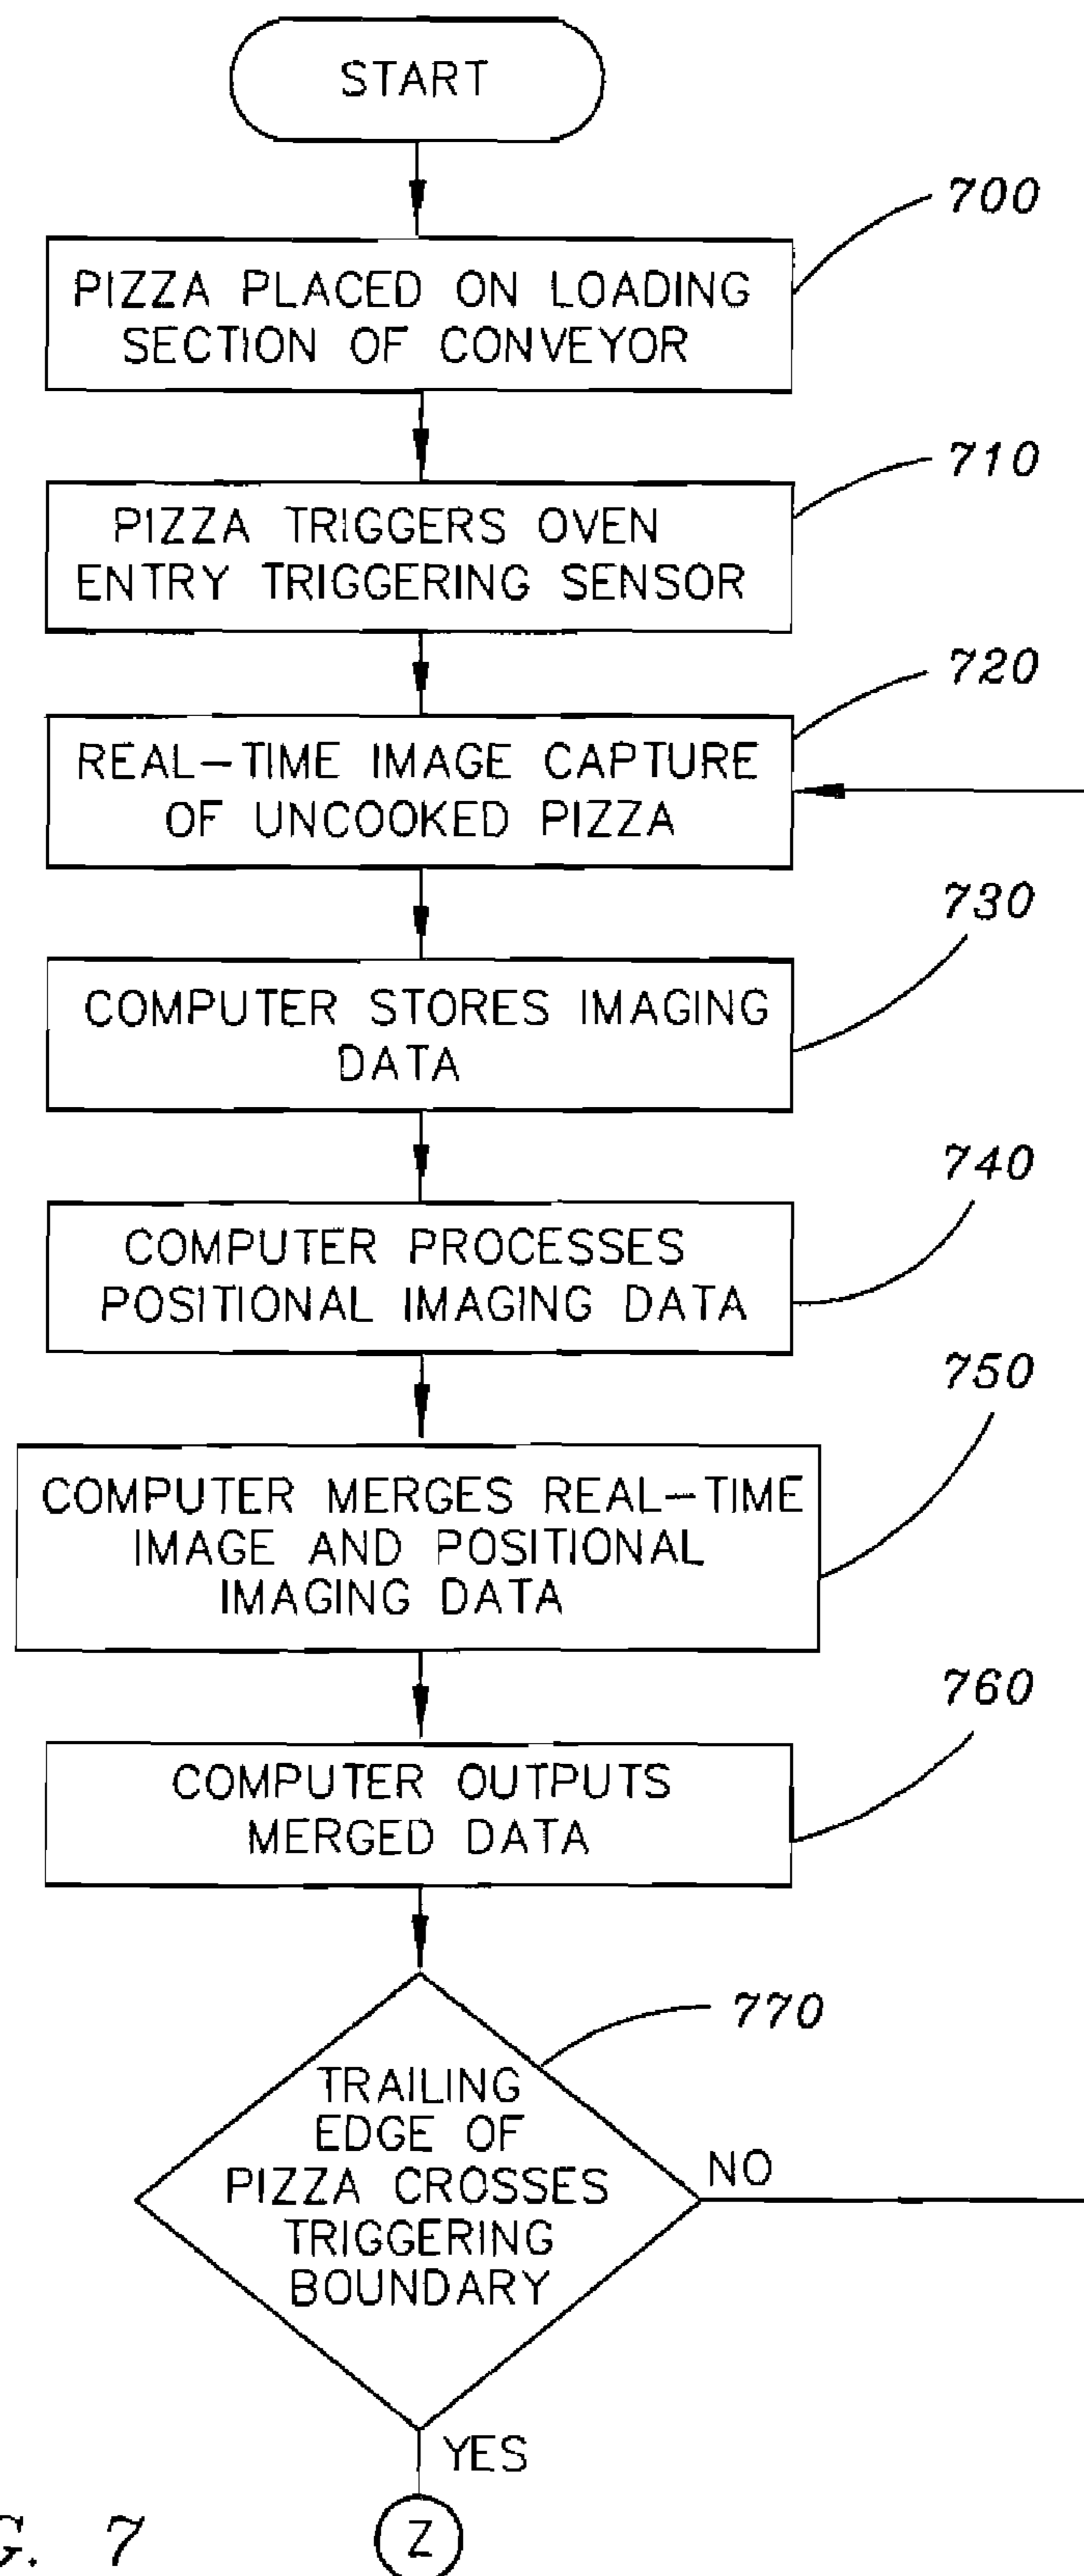 START
700
PIZZA PLACED ON LOADING
SECTION OF CONVEYOR
710
PIZZA TRIGGERS OVEN
ENTRY TRIGGERING SENSOR
720
REAL-TIME IMAGE CAPTURE
OF UNCOOKED PIZZA
730
COMPUTER STORES IMAGING
DATA
740
COMPUTER PROCESSES
POSITIONAL IMAGING DATA
750
COMPUTER MERGES REAL-TIME
IMAGE AND POSITIONAL
IMAGING DATA
760
COMPUTER OUTPUTS
MERGED DATA
770
TRAILING
EDGE OF
PIZZA CROSSES
TRIGGERING
BOUNDARY
NO
YES
Z
G. 7